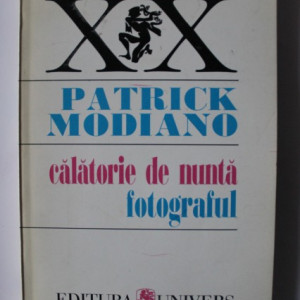 XX
PATRICK
MODIANO
călătorie de nuntă
fotograful
EDITURA UNIVERS